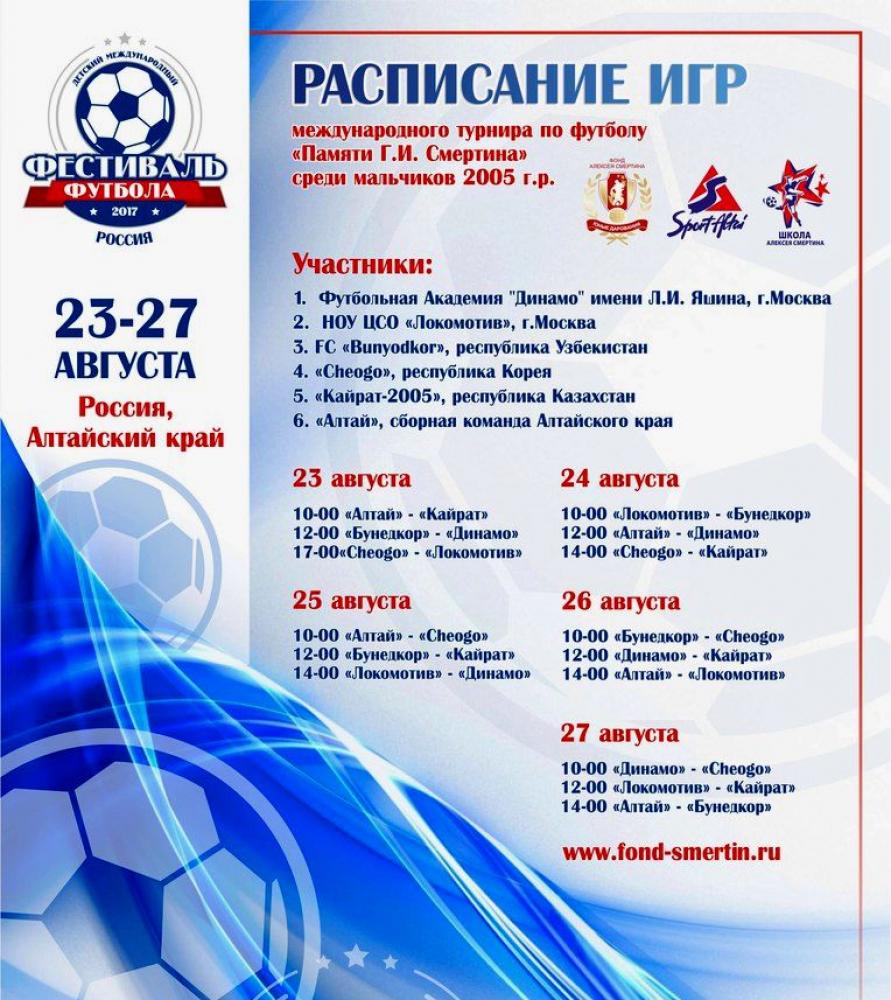 ДЕТСКИЙ МЕЖДУНАРОДНЫЙ
ФЕСТИВАЛЬ
ФУТБОЛА
2017
РОССИЯ
23-27
АВГУСТА
Россия,
Алтайский край
РАСПИСАНИЕ ИГР
международного турнира по футболу
«Памяти Г.И. Смертина»
среди мальчиков 2005 г.р.
ФОНД
АЛЕКСЕЯ СМЕРТИНА
ЮНЫЕ ДАРОВАНИЯ
SportAltai
ШКОЛА
АЛЕКСЕЯ СМЕРТИНА
Участники:
1. Футбольная Академия "Динамо" имени Л.И. Яшина, г.Москва
2. НОУ ЦСО «Локомотив», г.Москва
3. FC «Bunyodkor», республика Узбекистан
4. «Cheogo», республика Корея
5. «Кайрат-2005», республика Казахстан
6. «Алтай», сборная команда Алтайского края
23 августа
10-00 «Алтай» - «Кайрат»
12-00 «Бунедкор» - «Динамо»
17-00«Cheogo» - «Локомотив»
24 августа
10-00 «Локомотив» - «Бунедкор»
12-00 «Алтай» - «Динамо»
14-00 «Cheogo» - «Кайрат»
25 августа
10-00 «Алтай» - «Cheogo»
12-00 «Бунедкор» - «Кайрат»
14-00 «Локомотив» - «Динамо»
26 августа
10-00 «Бунедкор» - «Cheogo»
12-00 «Динамо» - «Кайрат»
14-00 «Алтай» - «Локомотив»
27 августа
10-00 «Динамо» - «Cheogo»
12-00 «Локомотив» - «Кайрат»
14-00 «Алтай» - «Бунедкор»
www.fond-smertin.ru